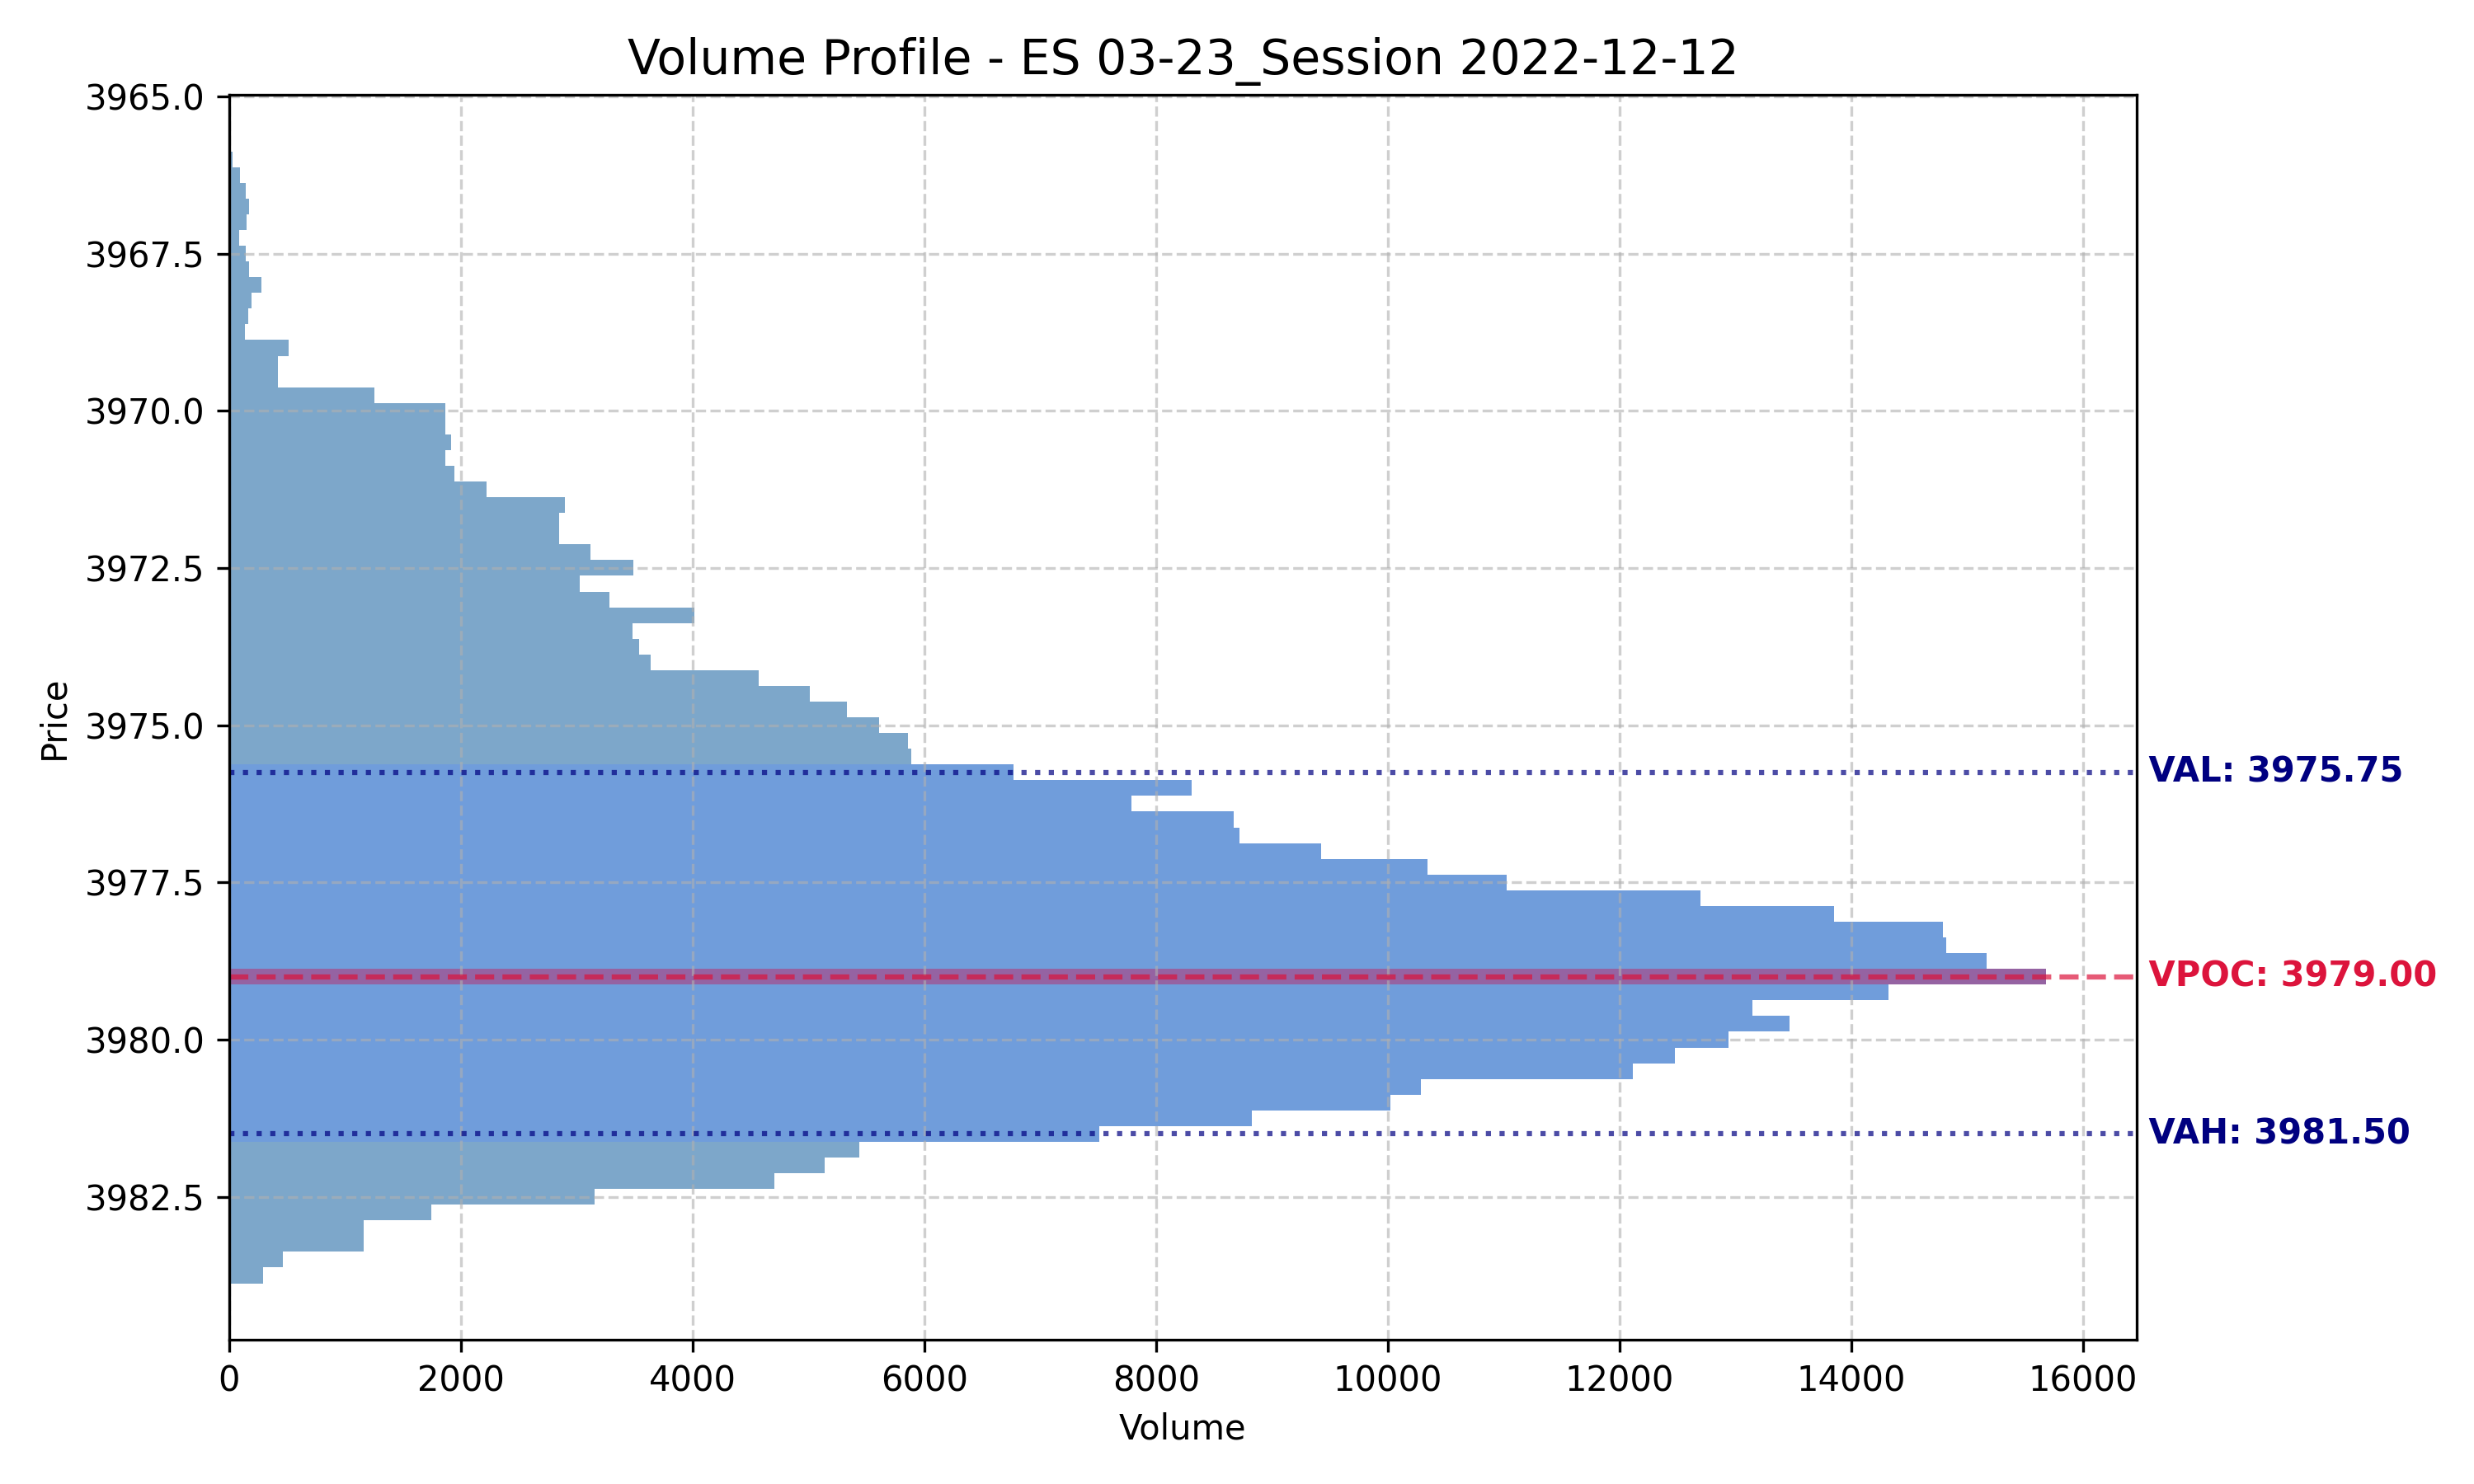 Volume Profile - ES 03-23_Session 2022-12-12
3965.0
3967.5
3970.0
3972.5
3975.0
3977.5
3980.0
3982.5
Price
VAL: 3975.75
VPOC: 3979.00
VAH: 3981.50
0 2000 4000 6000 8000 10000 12000 14000 16000
Volume